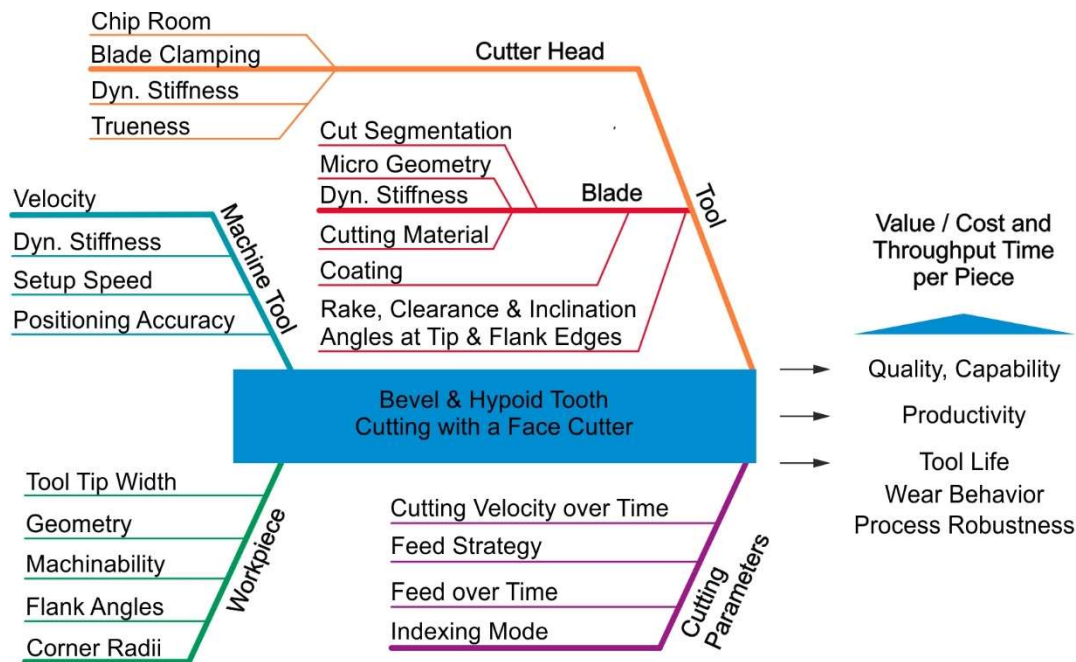 Chip Room
Blade Clamping
Dyn. Stiffness
Trueness
Cutter Head
Tool
Cut Segmentation
Micro Geometry
Dyn. Stiffness
Cutting Material
Coating
Rake, Clearance & Inclination
Angles at Tip & Flank Edges
Blade
Velocity
Dyn. Stiffness
Setup Speed
Positioning Accuracy
Machine Tool
Bevel & Hypoid Tooth
Cutting with a Face Cutter
Tool Tip Width
Geometry
Machinability
Flank Angles
Corner Radii
Workpiece
Cutting Velocity over Time
Feed Strategy
Feed over Time
Indexing Mode
Cutting
Parameters
Value / Cost and
Throughput Time
per Piece
Quality, Capability
Productivity
Tool Life
Wear Behavior
Process Robustness